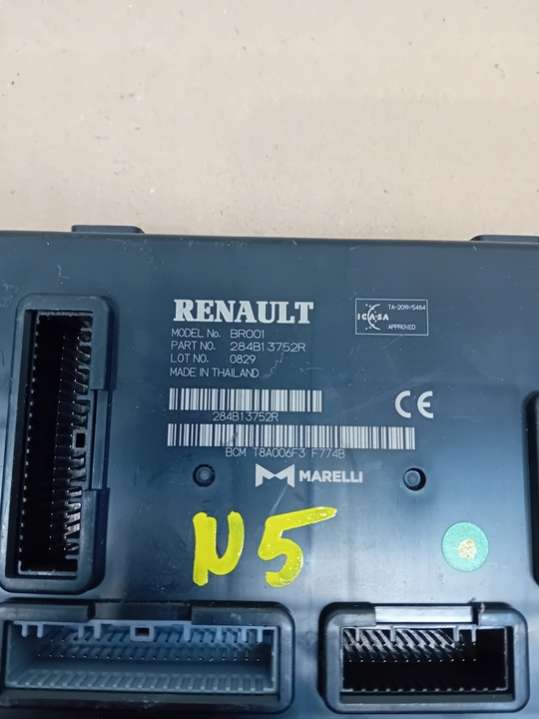 RENAULT
MODEL No. BR001
PART NO. 284B13752R
LOT NO. 0829
MADE IN THAILAND
TA-2019/5464
ICASA
APPROVED
284B13752R
CE
BCM T8A006F3 F774B
MARELLI
N5